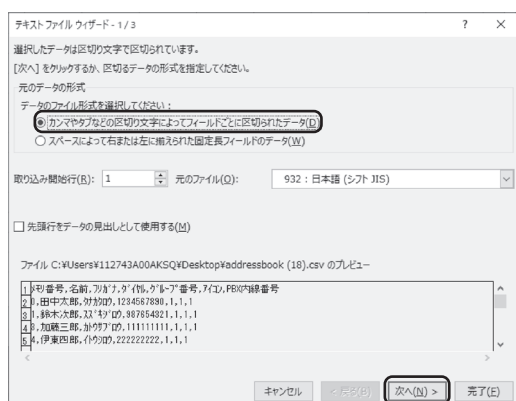 テキスト ファイル ウィザード - 1 / 3 ? ×
選択したデータは区切り文字で区切られています。
[次へ] をクリックするか、区切るデータの形式を指定してください。
元のデータの形式
データのファイル形式を選択してください:
カンマやタブなどの区切り文字によってフィールドごとに区切られたデータ(D)
スペースによって右または左に揃えられた固定長フィールドのデータ(W)
取り込み開始行(R): 1 元のファイル(O): 932 : 日本語 (シフト JIS)
先頭行をデータの見出しとして使用する(M)
ファイル C:¥Users¥112743A00AKSQ¥Desktop¥addressbook (18).csv のプレビュー
1 メモリ番号,名前,フリガナ,ダイヤル,グループ番号,アイコン,PBX内線番号
2 0,田中太郎,タナカタロウ,1234567890,1,1,1
3 1,鈴木次郎,スズキジロウ,987654321,1,1,1
4 3,加藤三郎,カトウサブロウ,111111111,1,1,1
5 4,伊東四郎,イトウシロウ,222222222,1,1,1
キャンセル < 戻る(B) 次へ(N) > 完了(F)